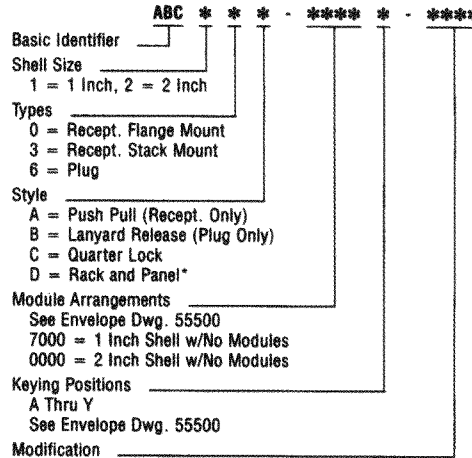 ABC * * * - **** * - ****
Basic Identifier
Shell Size
1 = 1 Inch, 2 = 2 Inch
Types
0 = Recept. Flange Mount
3 = Recept. Stack Mount
6 = Plug
Style
A = Push Pull (Recept. Only)
B = Lanyard Release (Plug Only)
C = Quarter Lock
D = Rack and Panel*
Module Arrangements
See Envelope Dwg. 55500
7000 = 1 Inch Shell w/No Modules
0000 = 2 Inch Shell w/No Modules
Keying Positions
A Thru Y
See Envelope Dwg. 55500
Modification